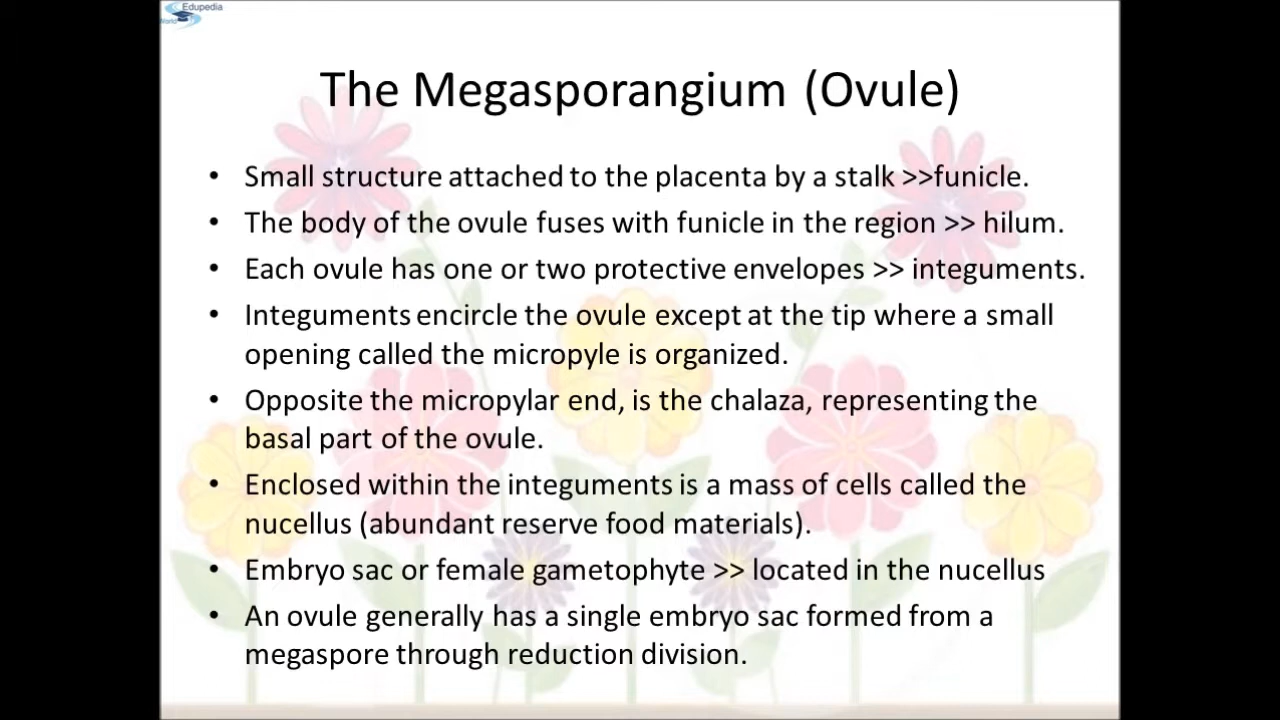 Edupedia
World
The Megasporangium (Ovule)
• Small structure attached to the placenta by a stalk >>funicle.
• The body of the ovule fuses with funicle in the region >> hilum.
• Each ovule has one or two protective envelopes >> integuments.
• Integuments encircle the ovule except at the tip where a small
opening called the micropyle is organized.
• Opposite the micropylar end, is the chalaza, representing the
basal part of the ovule.
• Enclosed within the integuments is a mass of cells called the
nucellus (abundant reserve food materials).
• Embryo sac or female gametophyte >> located in the nucellus
• An ovule generally has a single embryo sac formed from a
megaspore through reduction division.